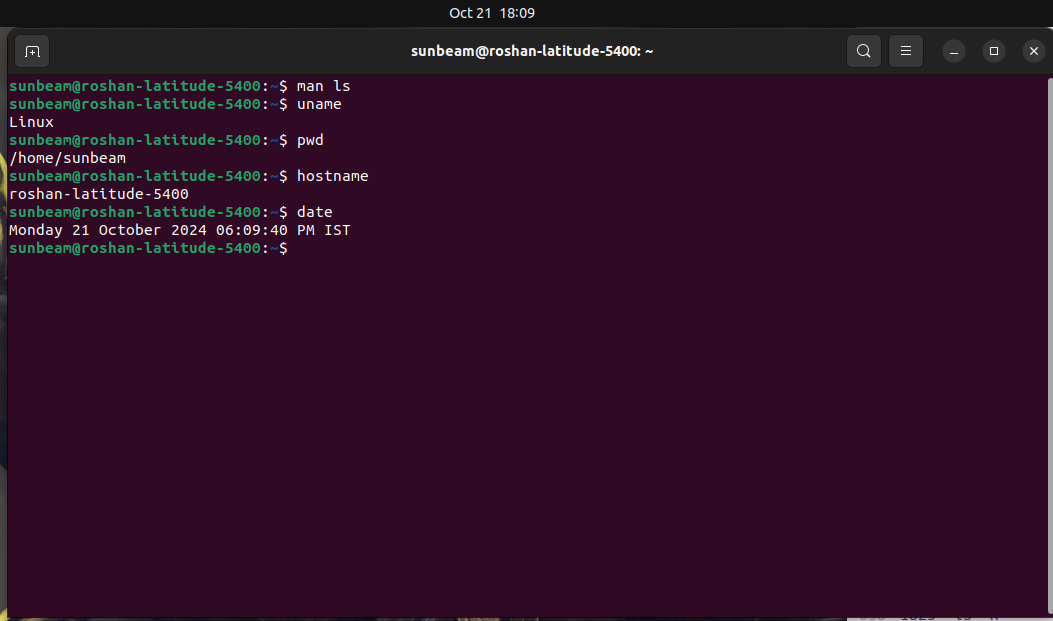 Oct 21 18:09
sunbeam@roshan-latitude-5400: ~
sunbeam@roshan-latitude-5400:~$ man ls
sunbeam@roshan-latitude-5400:~$ uname
Linux
sunbeam@roshan-latitude-5400:~$ pwd
/home/sunbeam
sunbeam@roshan-latitude-5400:~$ hostname
roshan-latitude-5400
sunbeam@roshan-latitude-5400:~$ date
Monday 21 October 2024 06:09:40 PM IST
sunbeam@roshan-latitude-5400:~$